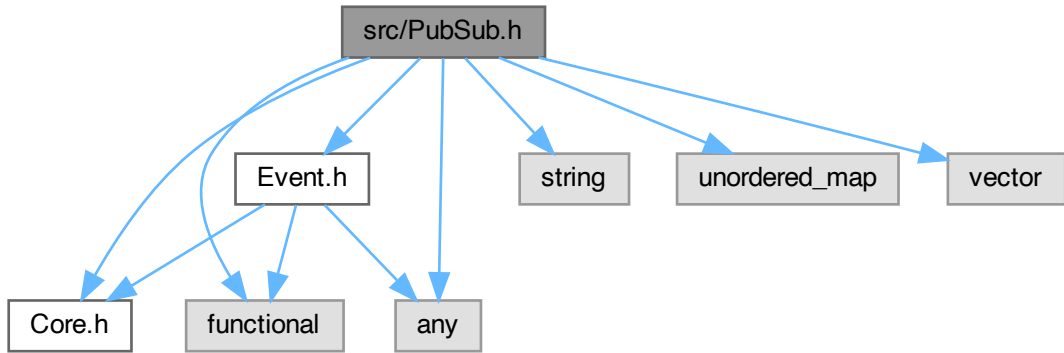 src/PubSub.h
Event.h
string
unordered_map
vector
Core.h
functional
any